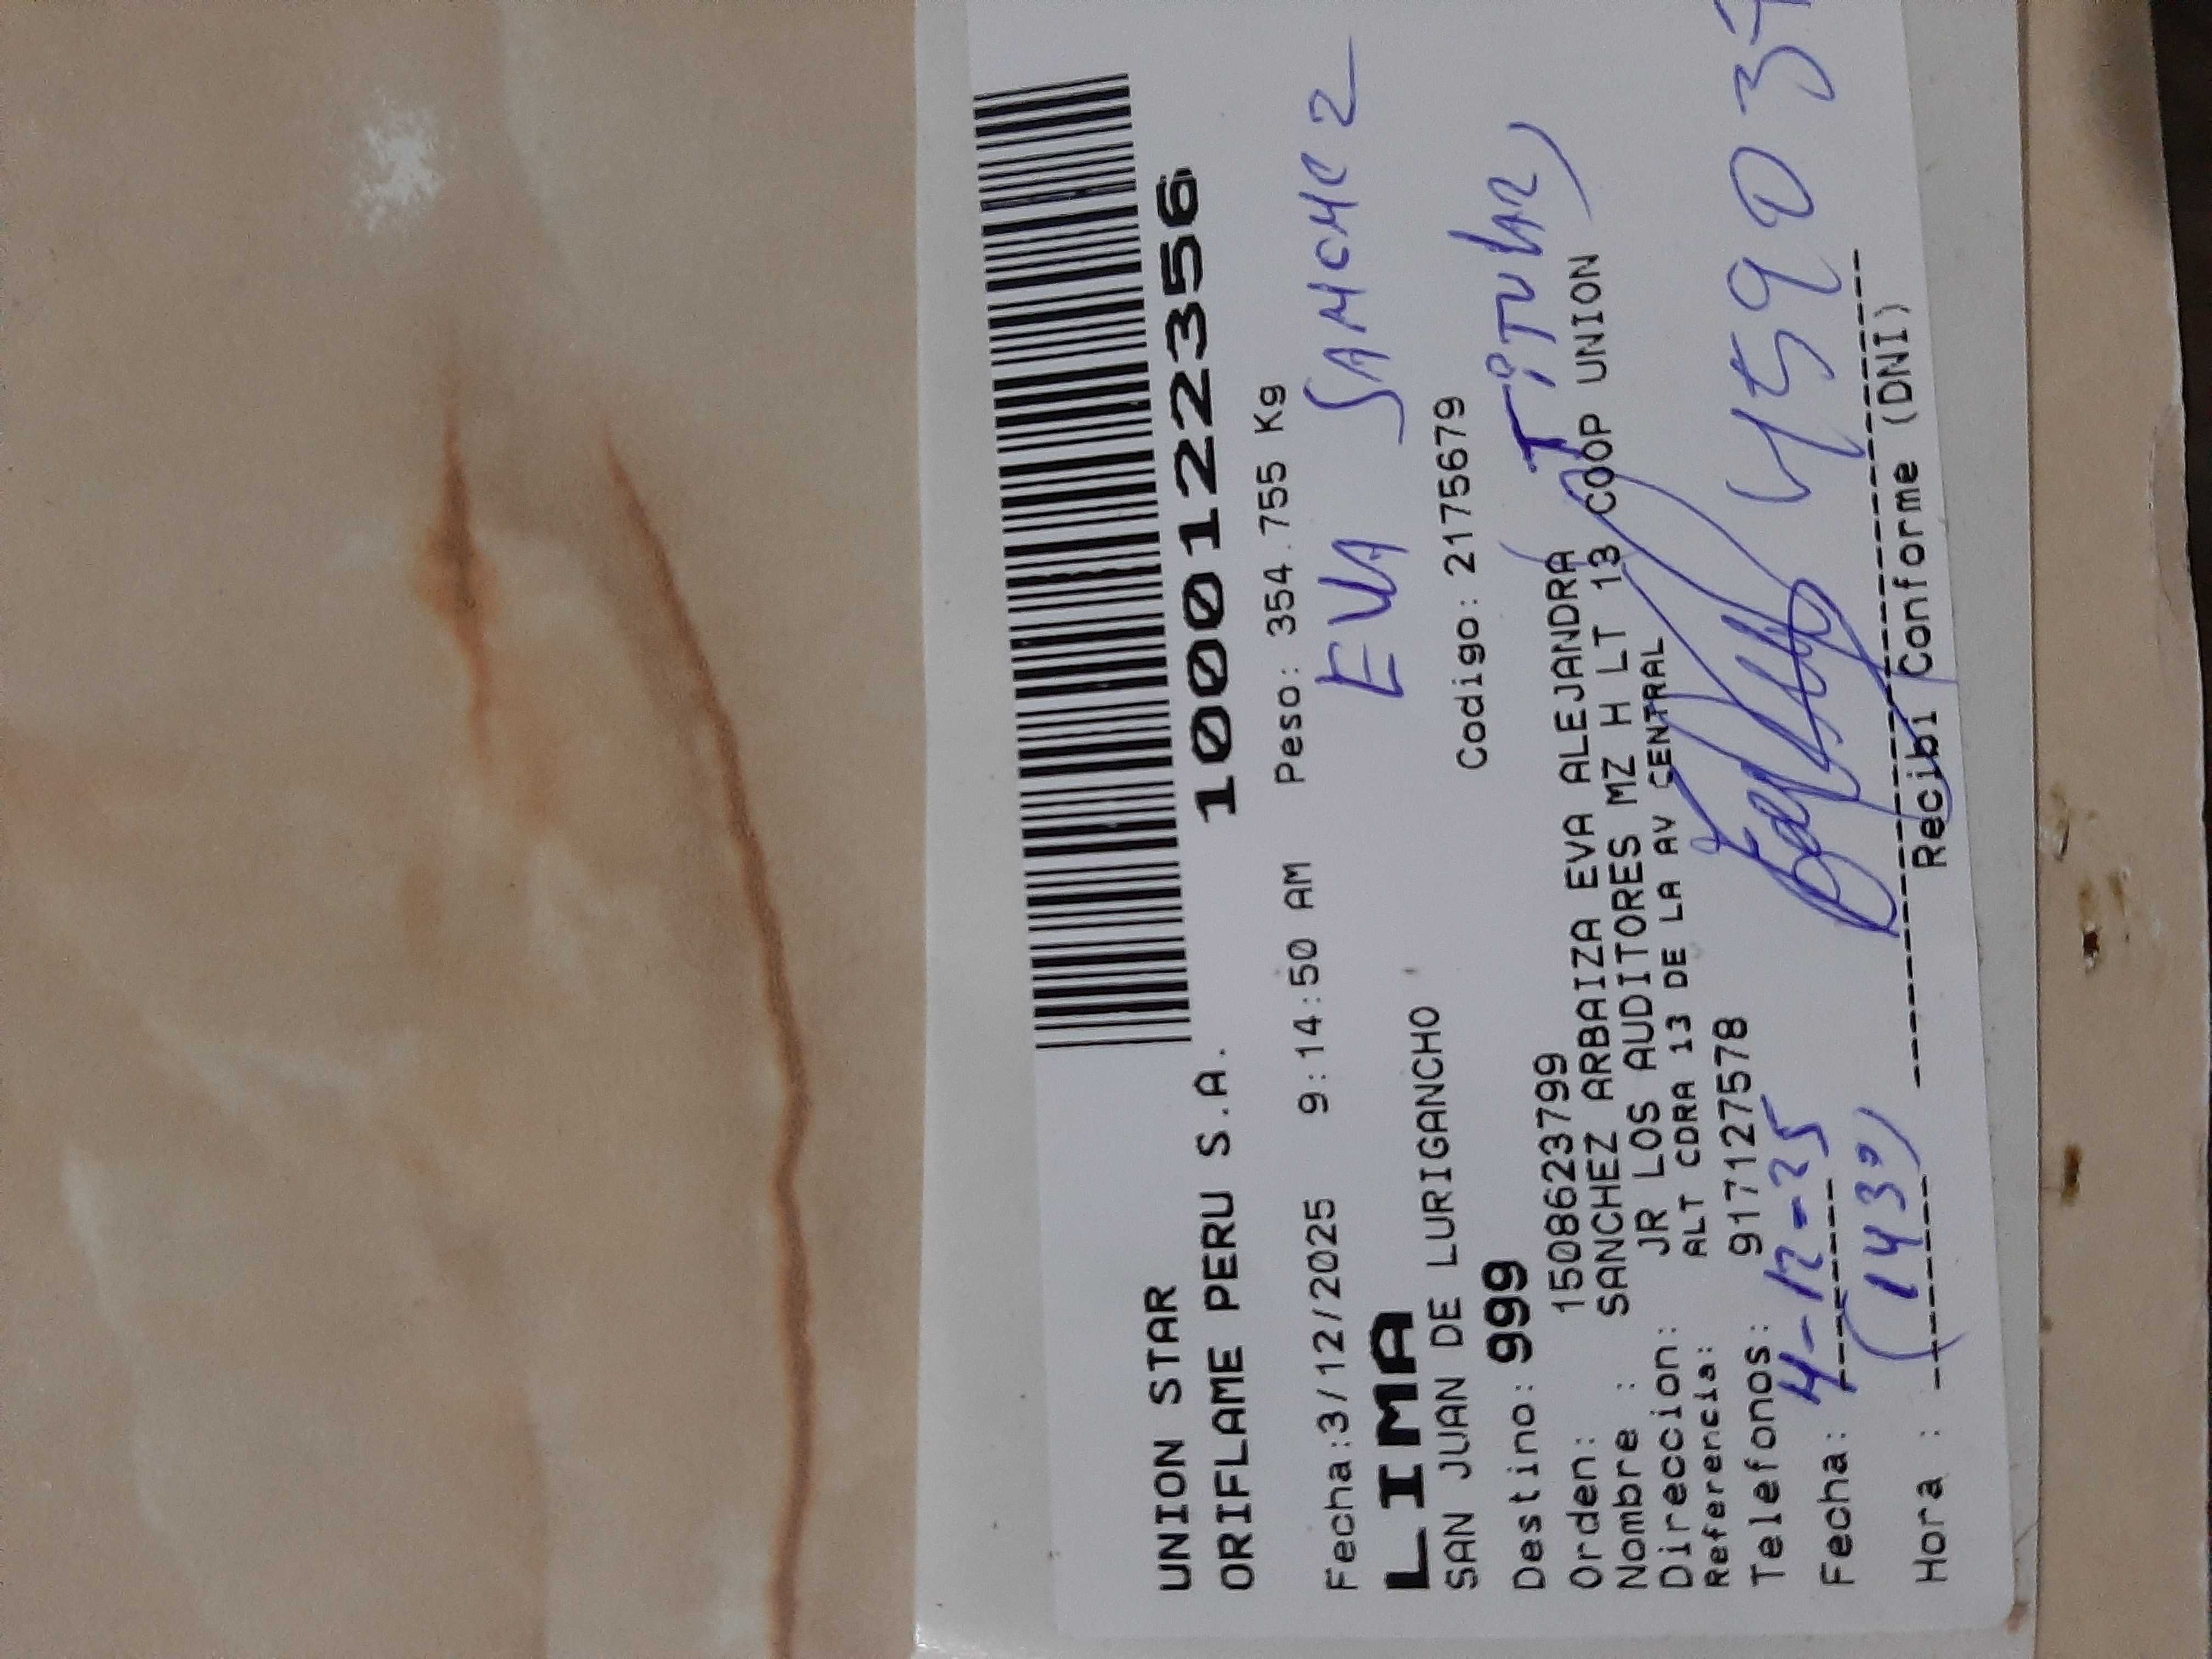 UNION STAR
ORIFLAME PERU S.A.
10001222356
Fecha:3/12/2025 9:14:50 AM Peso: 354.755 Kg
LIMA
EVA SANCHEZ
SAN JUAN DE LURIGANCHO
Codigo: 2175679
Destino: 999
TiTULAR
Orden: 1508623799
Nombre : SANCHEZ ARBAIZA EVA ALEJANDRA
Direccion: JR LOS AUDITORES MZ H LT 13 COOP UNION
Referencia: ALT CDRA 13 DE LA AV CENTRAL
Telefonos: 917127578
Fecha: 4-12-25
45903
Hora :
Recibi Conforme (DNI)